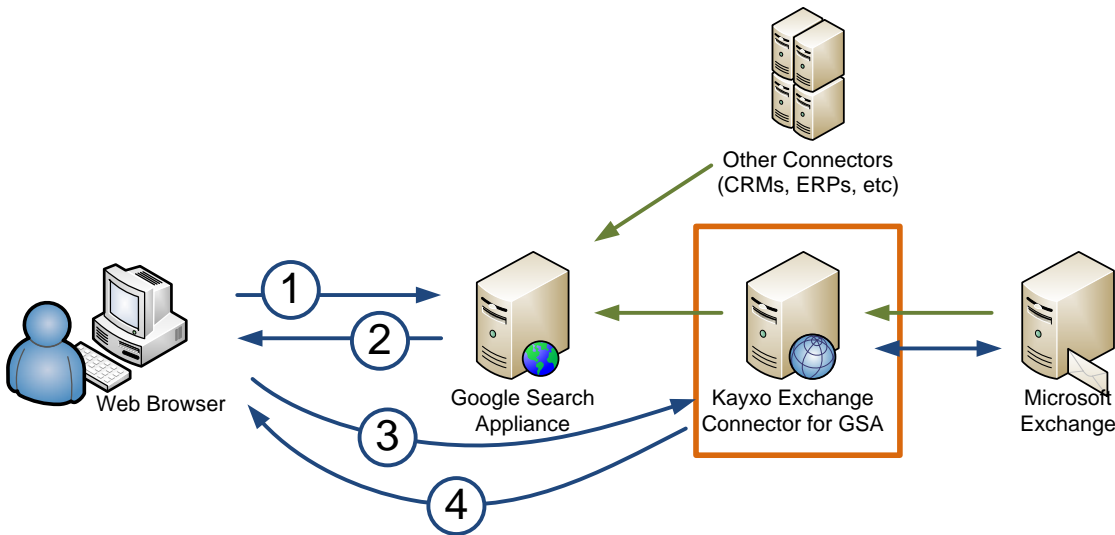 Other Connectors
(CRMs, ERPs, etc)
1
2
Web Browser
Google Search
Appliance
Kayxo Exchange
Connector for GSA
Microsoft
Exchange
3
4